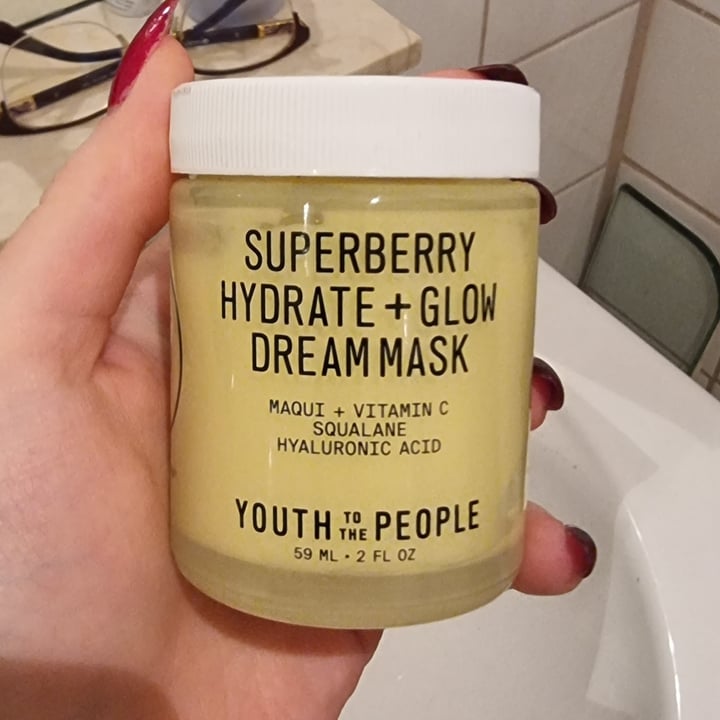 SUPERBERRY
HYDRATE + GLOW
DREAM MASK
MAQUI + VITAMIN C
SQUALANE
HYALURONIC ACID
YOUTH TO THE PEOPLE
59 ML • 2 FL OZ